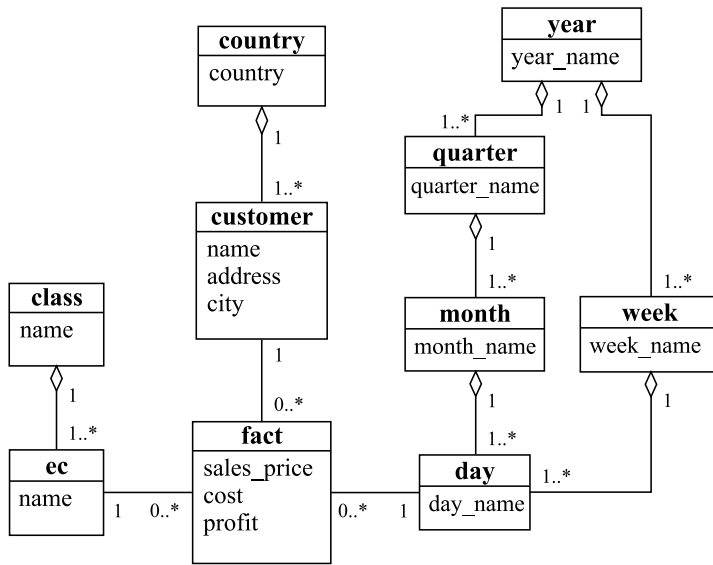 year
year_name
1
1
country
country
1
1..*
quarter
quarter_name
1
1..*
customer
name
address
city
1
0..*
class
name
1
1..*
month
month_name
1
1..*
1..*
week
week_name
1
ec
name
1
0..*
fact
sales_price
cost
profit
0..*
1
1..*
day
day_name
1..*